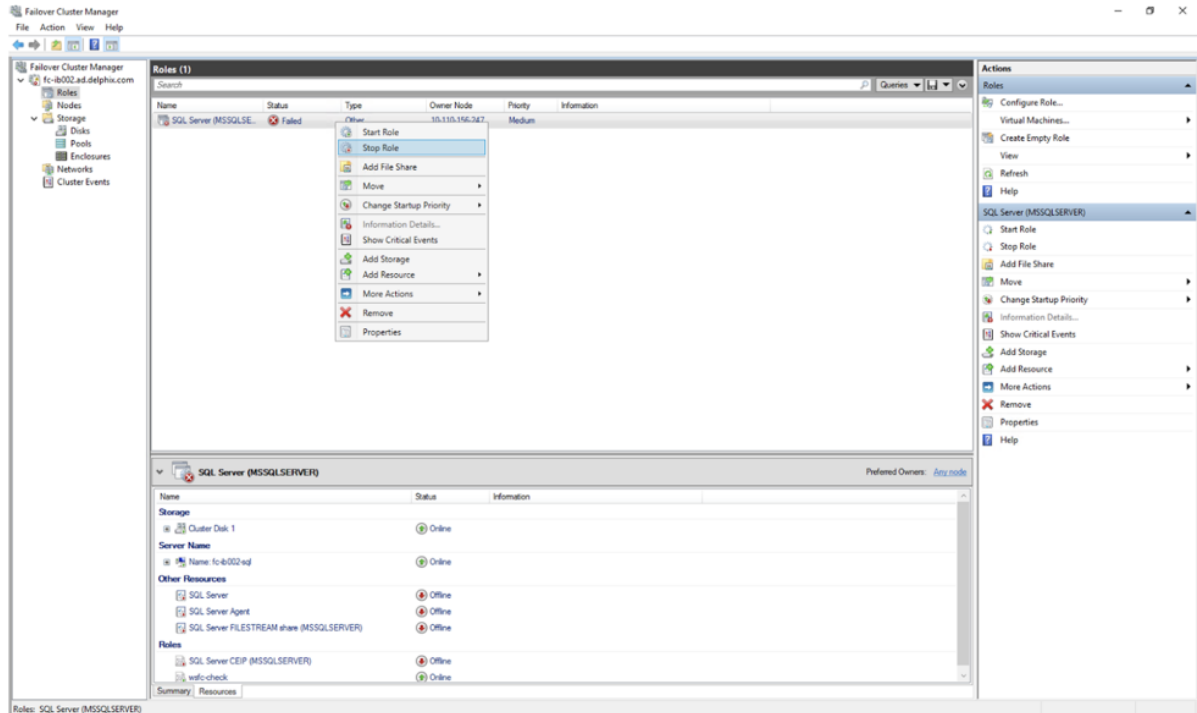 Failover Cluster Manager
File Action View Help
Failover Cluster Manager
fc-ib002.ad.delphix.com
Roles
Nodes
Storage
Disks
Pools
Enclosures
Networks
Cluster Events
Roles (1)
Search
Queries
Name Status Type Owner Node Priority Information
SQL Server (MSSQLSE... Failed Other 10-110-156-247 Medium
Start Role
Stop Role
Add File Share
Move
Change Startup Priority
Information Details...
Show Critical Events
Add Storage
Add Resource
More Actions
Remove
Properties
SQL Server (MSSQLSERVER)
Preferred Owners: Any node
Name Status Information
Storage
Cluster Disk 1 Online
Server Name
Name: fc-ib002-sql Online
Other Resources
SQL Server Offline
SQL Server Agent Offline
SQL Server FILESTREAM share (MSSQLSERVER) Offline
Roles
SQL Server CEIP (MSSQLSERVER) Offline
wsfc-check Online
Summary Resources
Actions
Roles
Configure Role...
Virtual Machines...
Create Empty Role
View
Refresh
Help
SQL Server (MSSQLSERVER)
Start Role
Stop Role
Add File Share
Move
Change Startup Priority
Information Details...
Show Critical Events
Add Storage
Add Resource
More Actions
Remove
Properties
Help
Roles: SQL Server (MSSQLSERVER)